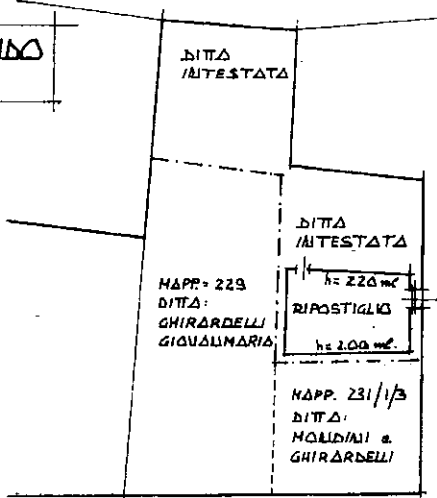 DITTA
INTESTATA
DITTA
INTESTATA
h= 2.20 ml
RIPOSTIGLIO
h= 2.00 ml.
MAPP= 229
DITTA:
GHIRARDELLI
GIOVANMARIA
MAPP. 231/1/3
DITTA:
MONDINI e
GHIRARDELLI